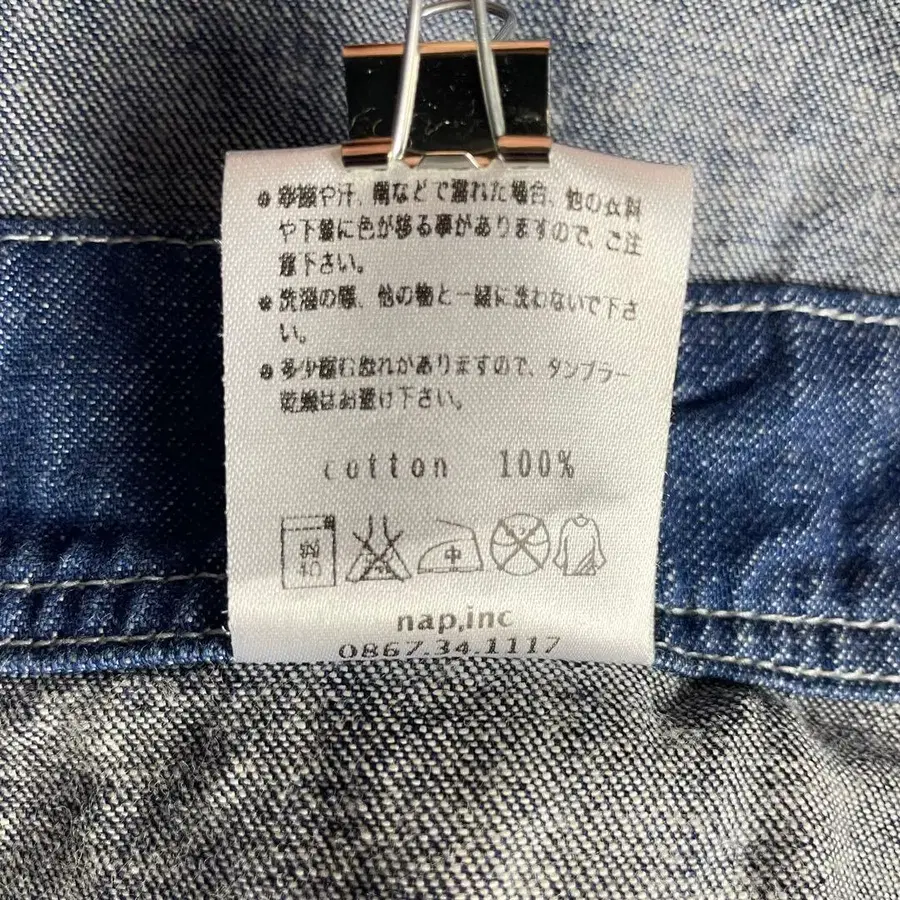 ● 摩擦や汗、雨などで濡れた場合、他の衣料
や下着に色が移る事がありますので、ご注
意下さい。
● 洗濯の際、他の物と一緒に洗わないで下さ
い。
● 多少縮む恐れがありますので、タンブラー
乾燥はお避け下さい。
cotton 100%
中
nap,inc
0867.34.1117